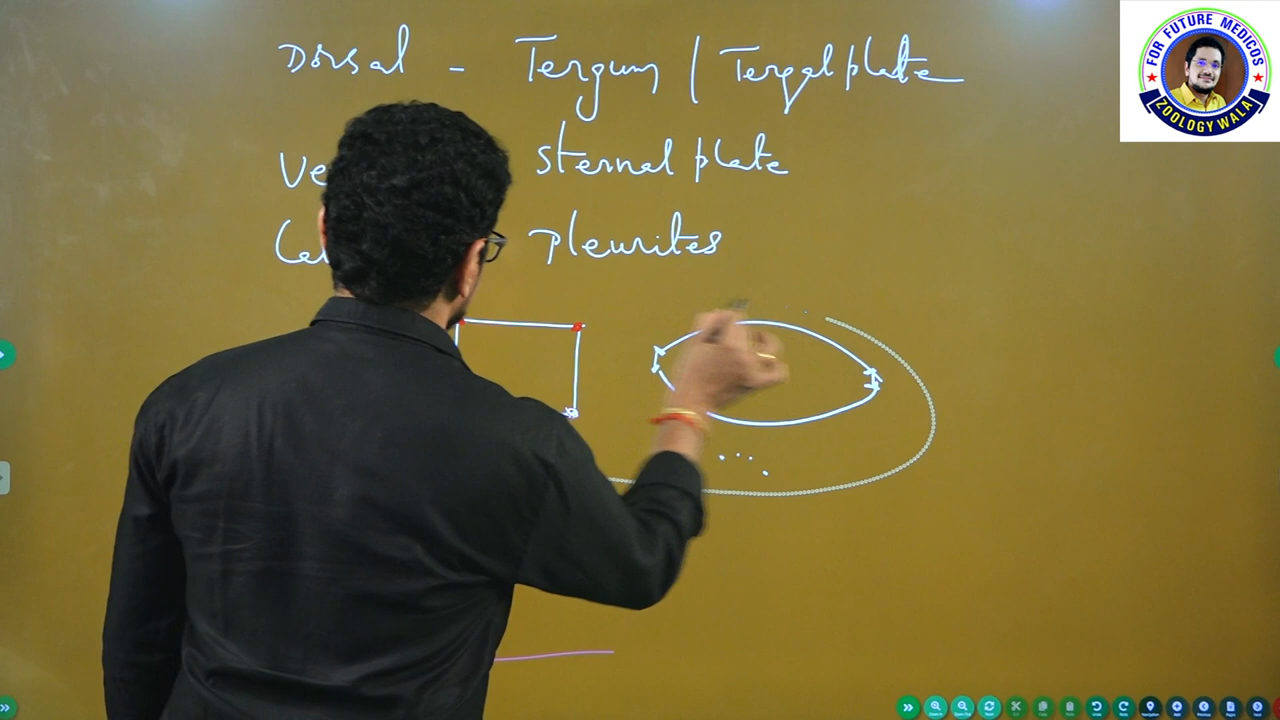 FOR FUTURE MEDICOS
ZOOLOGY WALA
Dorsal - Tergum / Tergal plate
sternal plate
pleurites